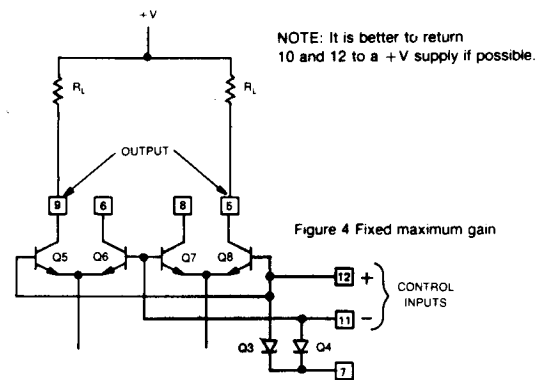 +V
NOTE: It is better to return
10 and 12 to a +V supply if possible.
RL
RL
OUTPUT
9
6
8
5
Figure 4 Fixed maximum gain
Q5
Q6
Q7
Q8
12 +
CONTROL
INPUTS
11 −
Q3
Q4
7